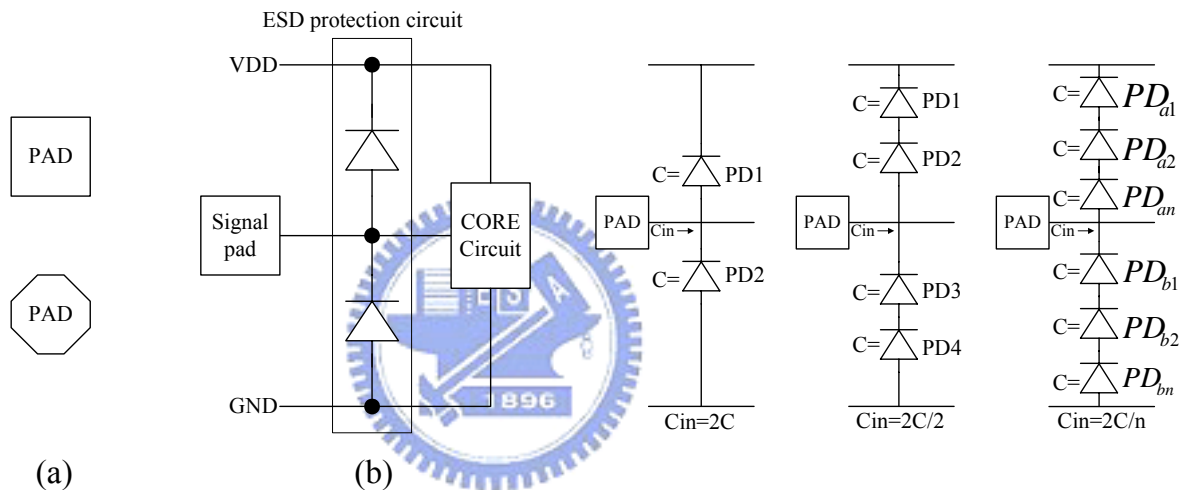 ESD protection circuit
VDD
PAD
PAD
Signal
pad
CORE
Circuit
GND
1896
(a)
(b)
C=
PD1
PAD
Cin
C=
PD2
Cin=2C
C=
PD1
C=
PD2
PAD
Cin
C=
PD3
C=
PD4
Cin=2C/2
C=
PDa1
C=
PDa2
C=
PDan
PAD
Cin
C=
PDb1
C=
PDb2
C=
PDbn
Cin=2C/n